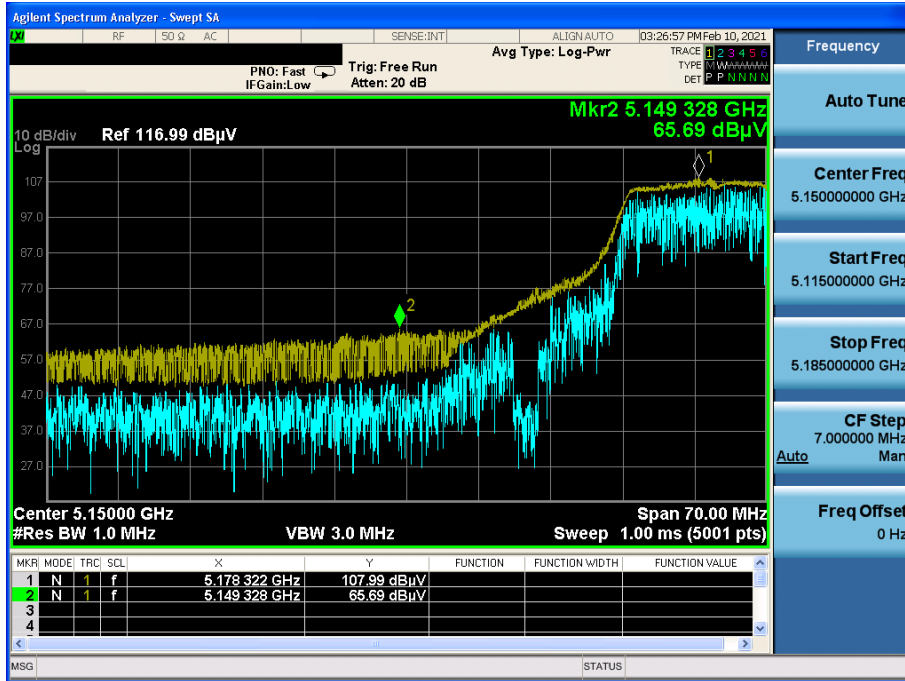 Agilent Spectrum Analyzer - Swept SA
LXI RF 50 Ω AC SENSE:INT ALIGN AUTO 03:26:57 PM Feb 10, 2021
Frequency
Avg Type: Log-Pwr
TRACE 1 2 3 4 5 6
PNO: Fast Trig: Free Run
TYPE M WWWWW
IFGain:Low Atten: 20 dB
DET P P N N N N
Auto Tune
Mkr2 5.149 328 GHz
65.69 dBµV
10 dB/div Ref 116.99 dBµV
Log
1
107
97.0
87.0
77.0
2
67.0
57.0
47.0
37.0
27.0
Center Freq
5.150000000 GHz
Start Freq
5.115000000 GHz
Stop Freq
5.185000000 GHz
CF Step
7.000000 MHz
Auto Man
Freq Offset
0 Hz
Center 5.15000 GHz Span 70.00 MHz
#Res BW 1.0 MHz VBW 3.0 MHz Sweep 1.00 ms (5001 pts)
MKR MODE TRC SCL X Y FUNCTION FUNCTION WIDTH FUNCTION VALUE
1 N 1 f 5.178 322 GHz 107.99 dBµV
2 N 1 f 5.149 328 GHz 65.69 dBµV
3
4
MSG STATUS